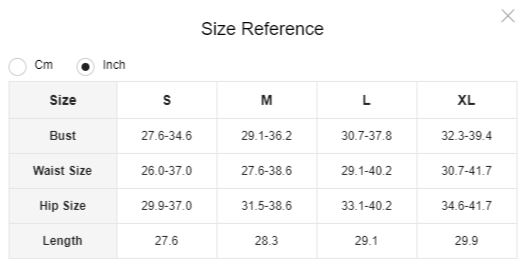 Size Reference
Cm Inch
Size S M L XL
Bust 27.6-34.6 29.1-36.2 30.7-37.8 32.3-39.4
Waist Size 26.0-37.0 27.6-38.6 29.1-40.2 30.7-41.7
Hip Size 29.9-37.0 31.5-38.6 33.1-40.2 34.6-41.7
Length 27.6 28.3 29.1 29.9